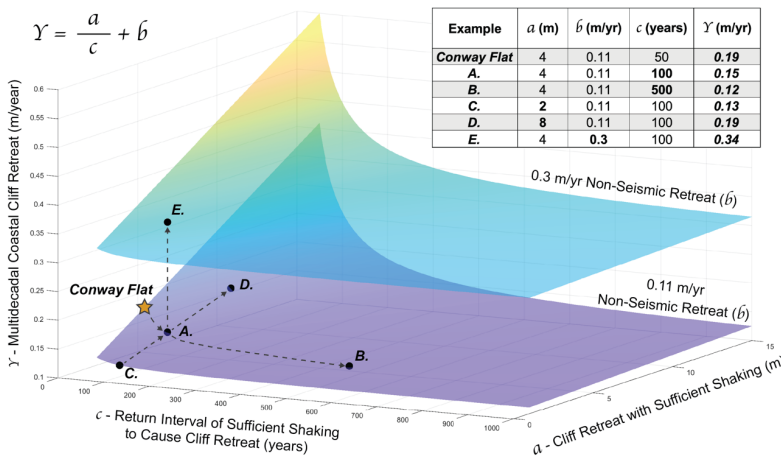 Υ = a / c + b
Example a (m) b (m/yr) c (years) Υ (m/yr)
Conway Flat 4 0.11 50 0.19
A. 4 0.11 100 0.15
B. 4 0.11 500 0.12
C. 2 0.11 100 0.13
D. 8 0.11 100 0.19
E. 4 0.3 100 0.34
Υ - Multidecadal Coastal Cliff Retreat (m/year)
0.6
0.55
0.5
0.45
0.4
0.35
0.3
0.25
0.2
0.15
0.1
0.3 m/yr Non-Seismic Retreat (b)
0.11 m/yr
Non-Seismic Retreat (b)
E.
D.
Conway Flat
A.
B.
C.
0 100 200 300 400 500 600 700 800 900 1000
c - Return Interval of Sufficient Shaking
to Cause Cliff Retreat (years)
0 5 10 15
a - Cliff Retreat with Sufficient Shaking (m)